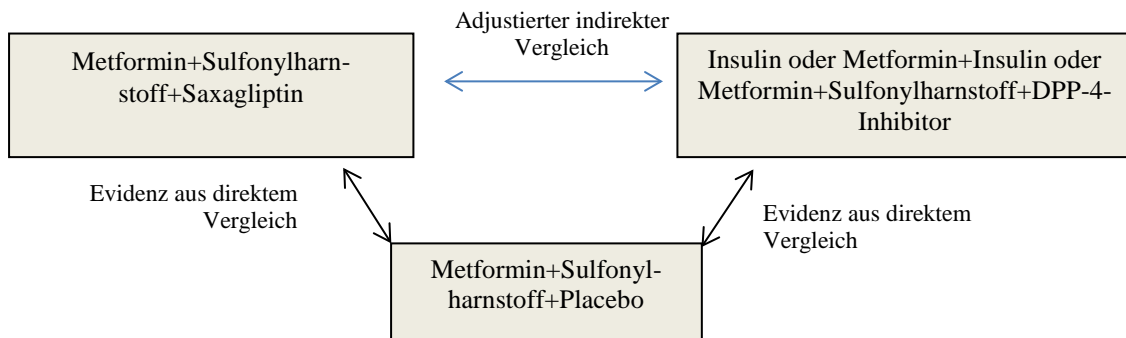 Adjustierter indirekter
Vergleich
Metformin+Sulfonylharn-
stoff+Saxagliptin
Insulin oder Metformin+Insulin oder
Metformin+Sulfonylharnstoff+DPP-4-
Inhibitor
Evidenz aus direktem
Vergleich
Evidenz aus direktem
Vergleich
Metformin+Sulfonyl-
harnstoff+Placebo